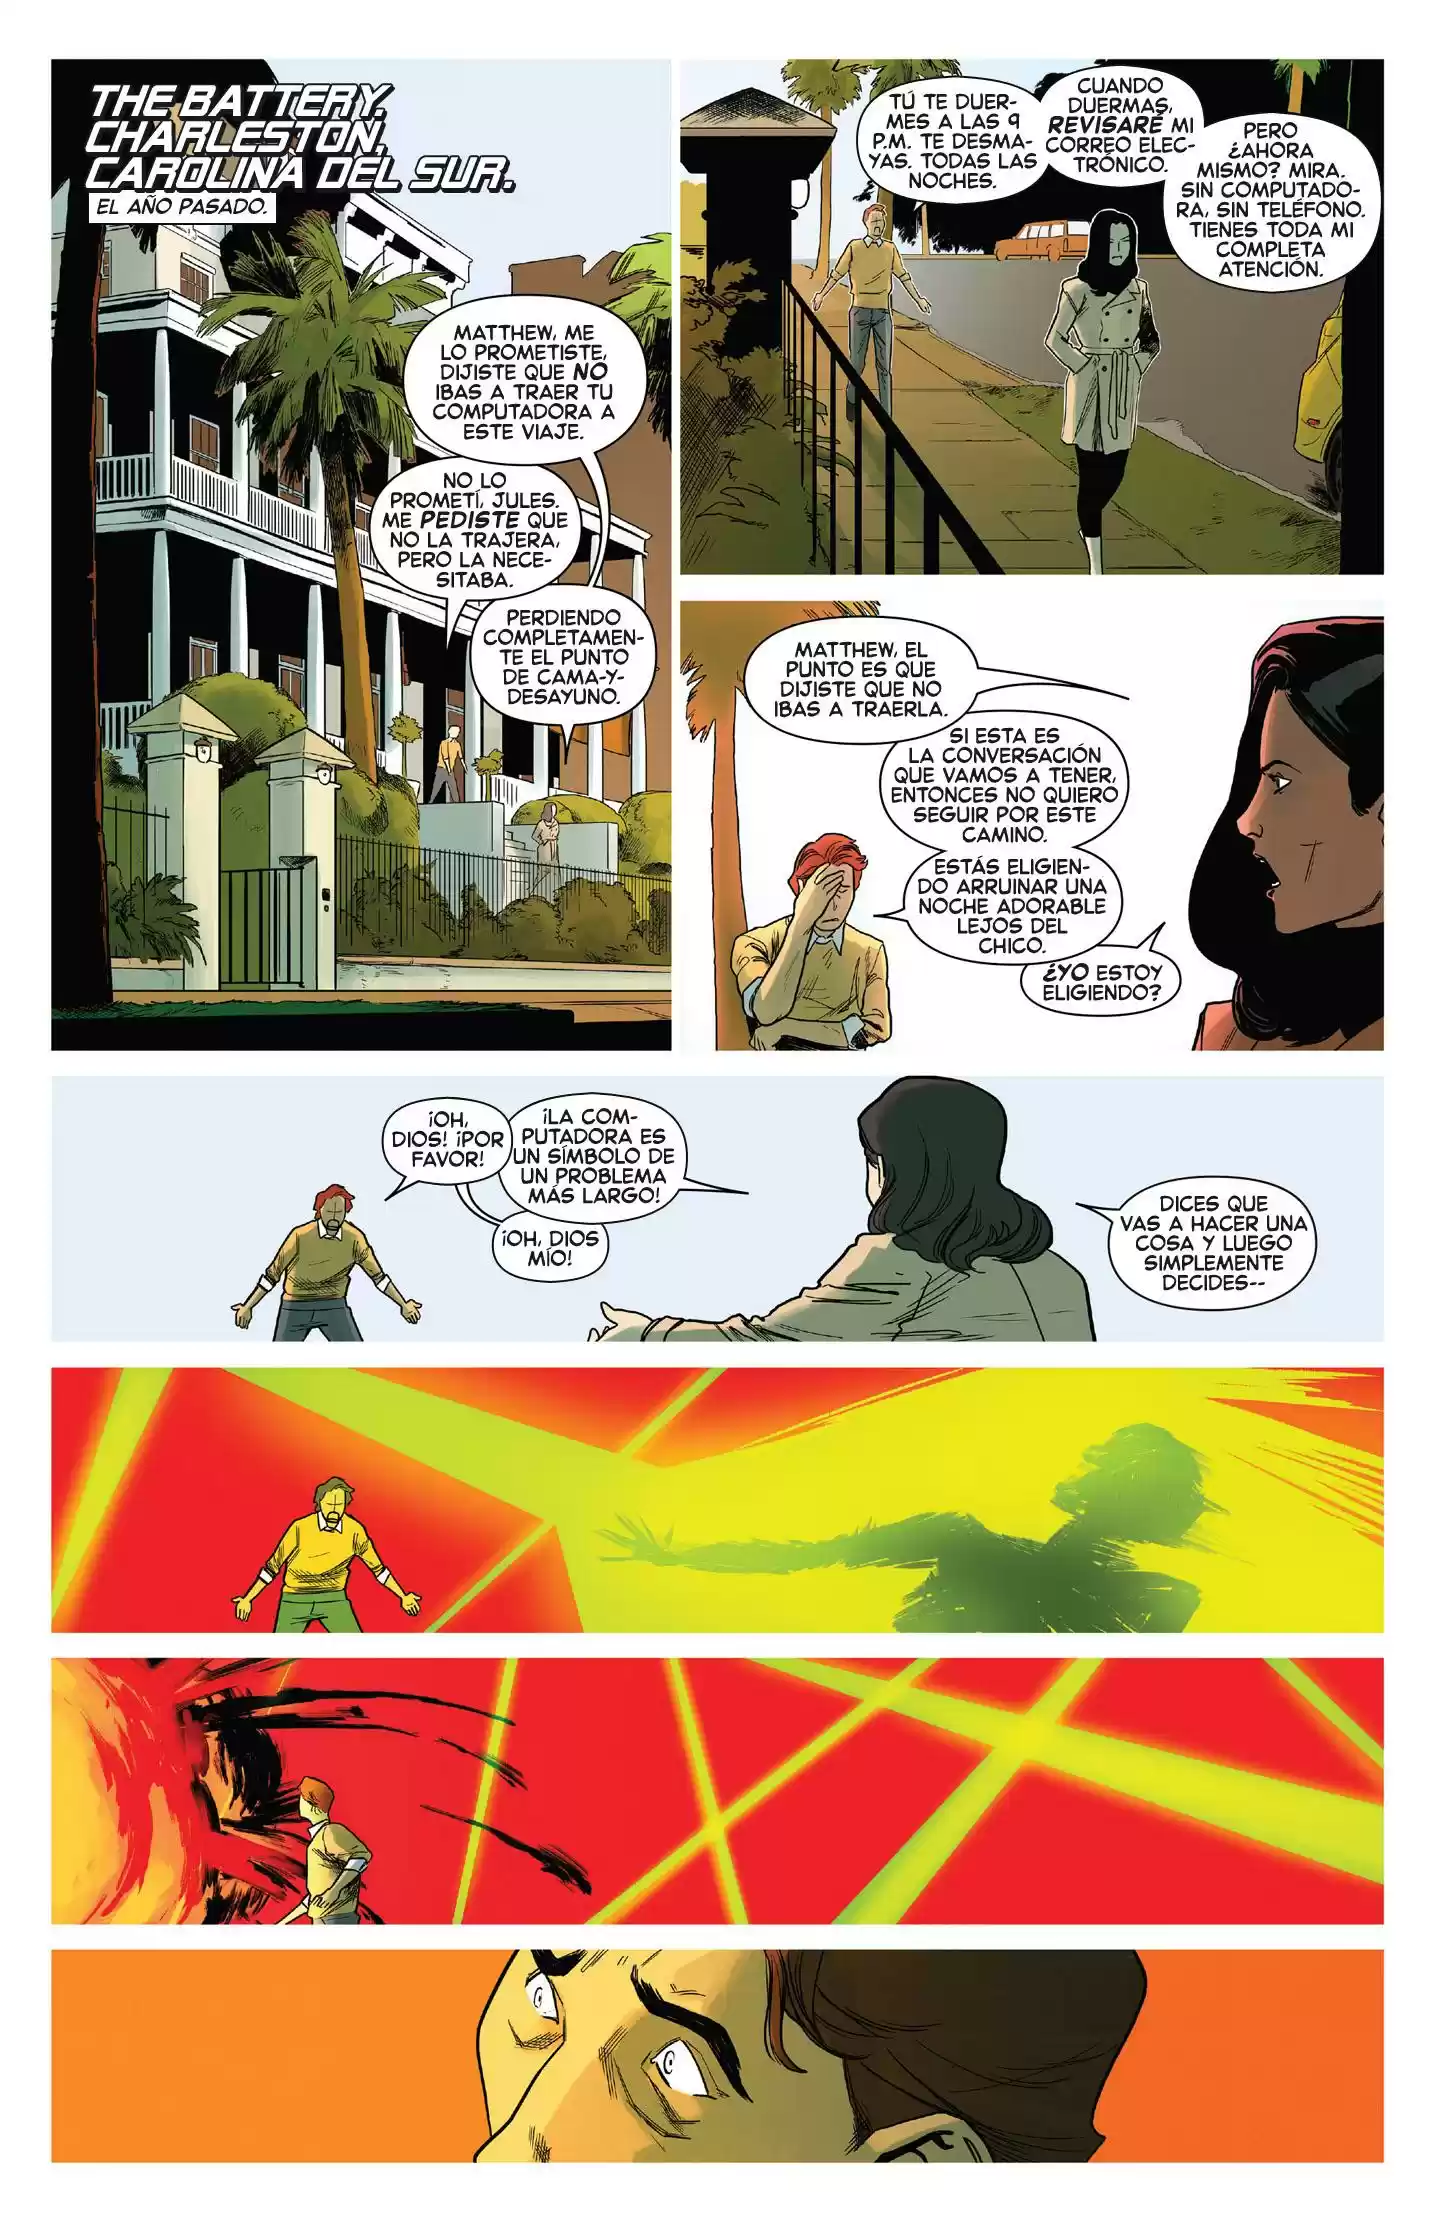 THE BATTERY.
CHARLESTON,
CAROLINA DEL SUR.
EL AÑO PASADO.
MATTHEW, ME
LO PROMETISTE,
DIJISTE QUE NO
IBAS A TRAER TU
COMPUTADORA A
ESTE VIAJE.
NO LO
PROMETÍ, JULES.
ME PEDISTE QUE
NO LA TRAJERA,
PERO LA NECE-
SITABA.
PERDIENDO
COMPLETAMEN-
TE EL PUNTO
DE CAMA-Y-
DESAYUNO.
TÚ TE DUER-
MES A LAS 9
P.M. TE DESMA-
YAS. TODAS LAS
NOCHES.
CUANDO
DUERMAS,
REVISARÉ MI
CORREO ELEC-
TRÓNICO.
PERO
¿AHORA
MISMO? MIRA.
SIN COMPUTADO-
RA, SIN TELÉFONO.
TIENES TODA MI
COMPLETA
ATENCIÓN.
MATTHEW, EL
PUNTO ES QUE
DIJISTE QUE NO
IBAS A TRAERLA.
SI ESTA ES
LA CONVERSACIÓN
QUE VAMOS A TENER,
ENTONCES NO QUIERO
SEGUIR POR ESTE
CAMINO.
ESTÁS ELIGIEN-
DO ARRUINAR UNA
NOCHE ADORABLE
LEJOS DEL
CHICO.
¿YO ESTOY
ELIGIENDO?
¡OH,
DIOS! ¡POR
FAVOR!
¡LA COM-
PUTADORA ES
UN SÍMBOLO DE
UN PROBLEMA
MÁS LARGO!
¡OH, DIOS
MÍO!
DICES QUE
VAS A HACER UNA
COSA Y LUEGO
SIMPLEMENTE
DECIDES--